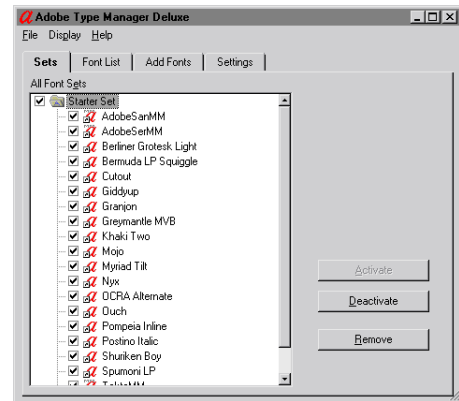 Adobe Type Manager Deluxe
File Display Help
Sets Font List Add Fonts Settings
All Font Sets
Starter Set
AdobeSanMM
AdobeSerMM
Berliner Grotesk Light
Bermuda LP Squiggle
Cutout
Giddyup
Granjon
Greymantle MVB
Khaki Two
Mojo
Myriad Tilt
Nyx
OCRA Alternate
Ouch
Pompeia Inline
Postino Italic
Shuriken Boy
Spumoni LP
Activate
Deactivate
Remove